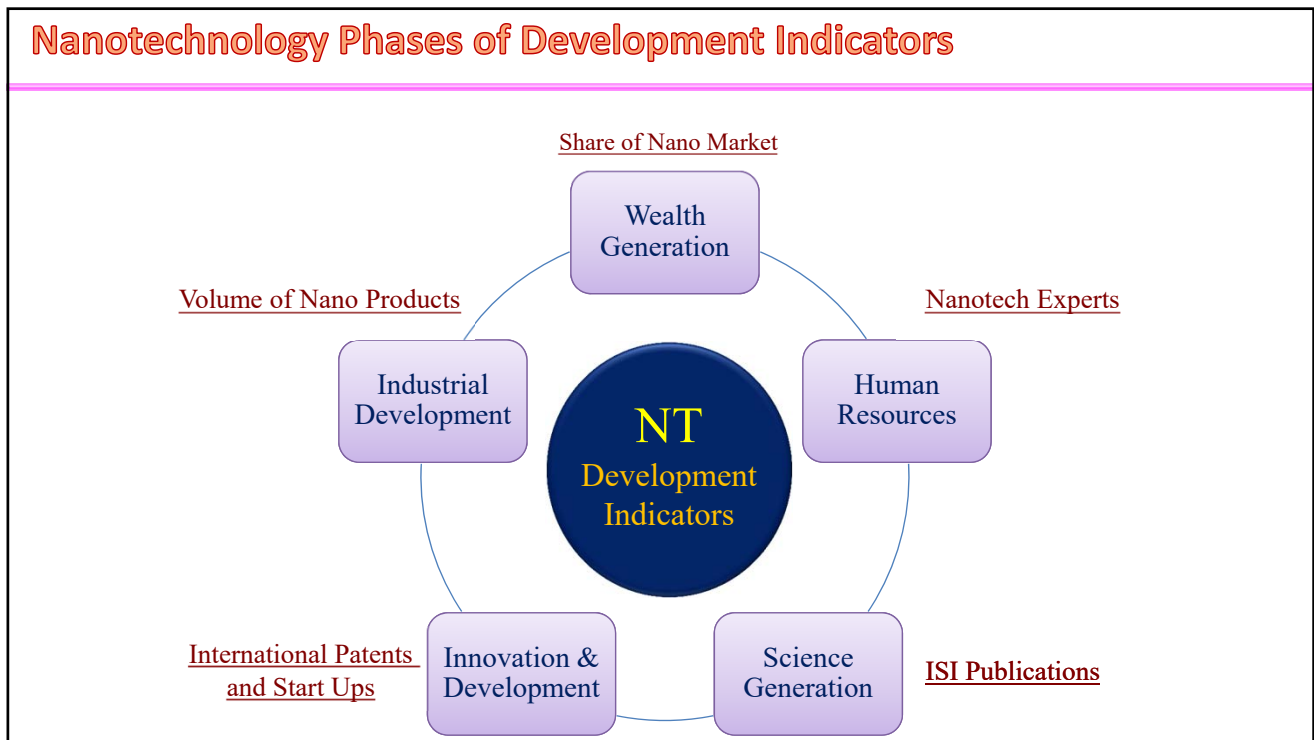 Nanotechnology Phases of Development Indicators
Share of Nano Market
Wealth
Generation
Volume of Nano Products
Nanotech Experts
Industrial
Development
Human
Resources
NT
Development
Indicators
International Patents
and Start Ups
Innovation &
Development
Science
Generation
ISI Publications